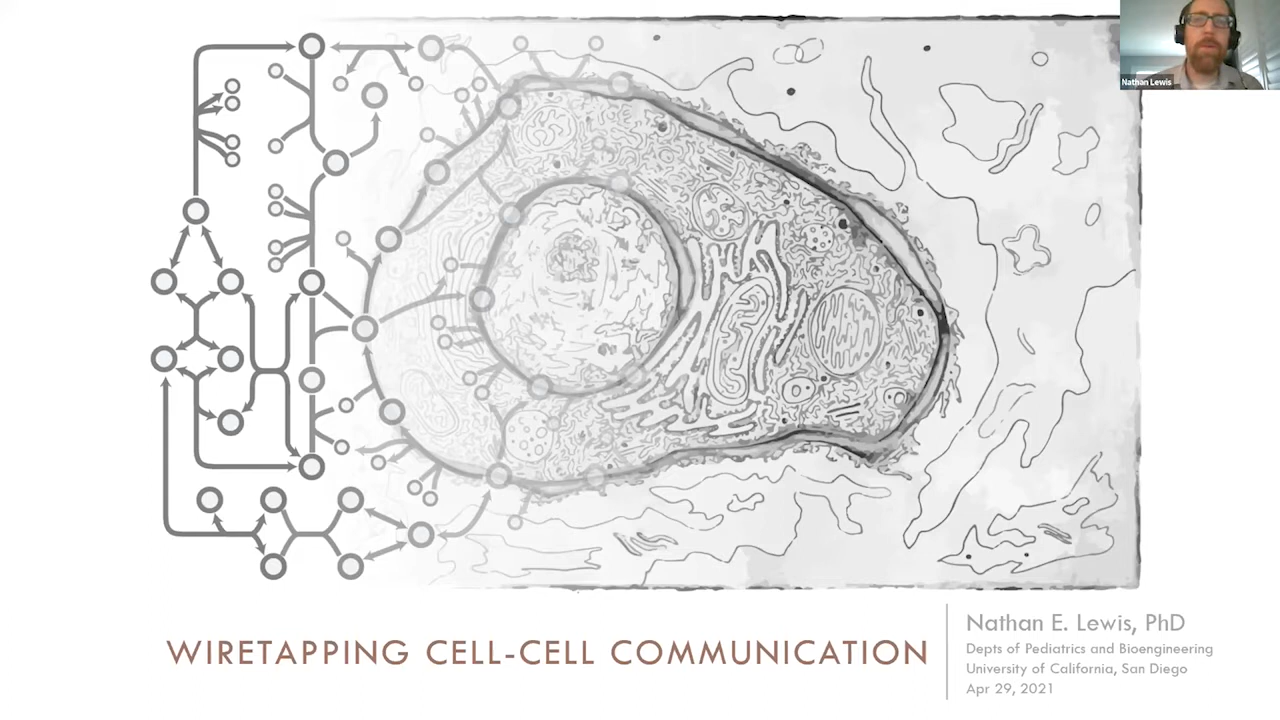 Nathan Lewis
WIRETAPPING CELL-CELL COMMUNICATION
Nathan E. Lewis, PhD
Depts of Pediatrics and Bioengineering
University of California, San Diego
Apr 29, 2021